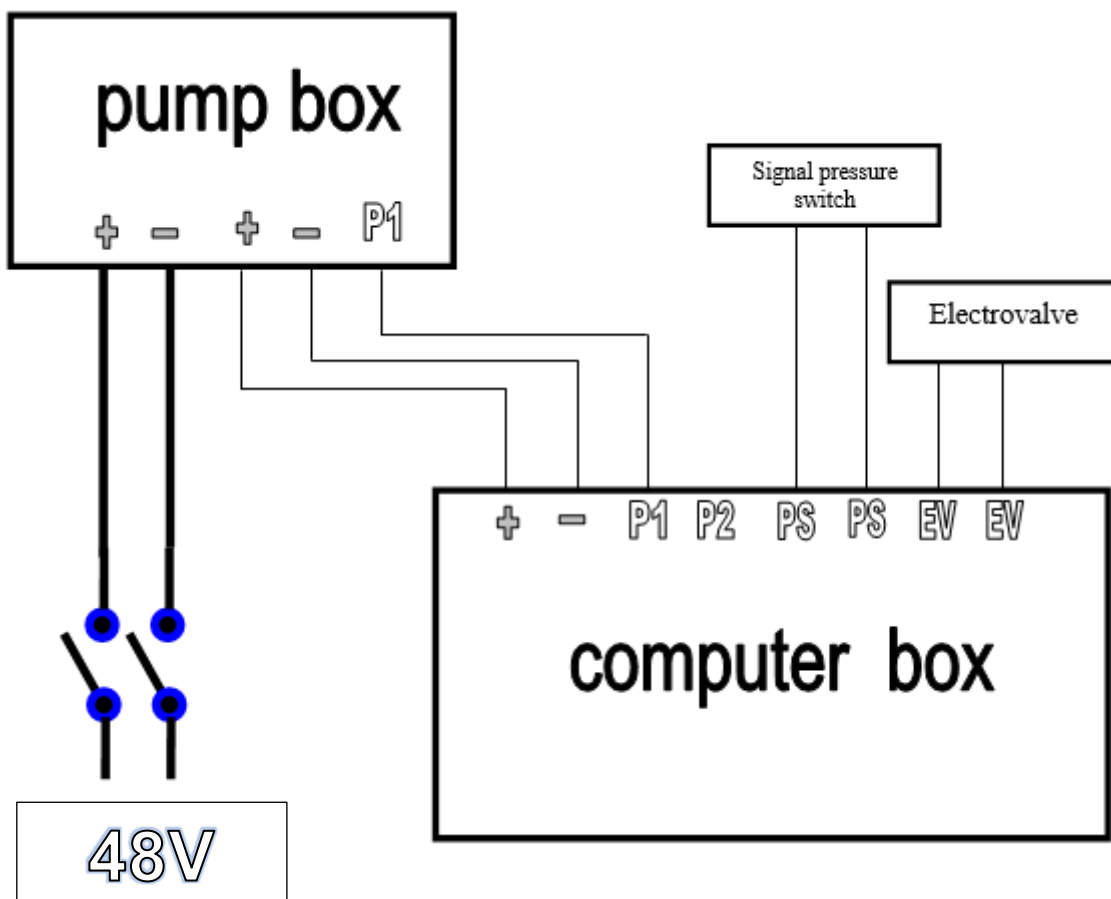 pump box
+ − + − P1
Signal pressure
switch
Electrovalve
+ − P1 P2 PS PS EV EV
computer box
48V